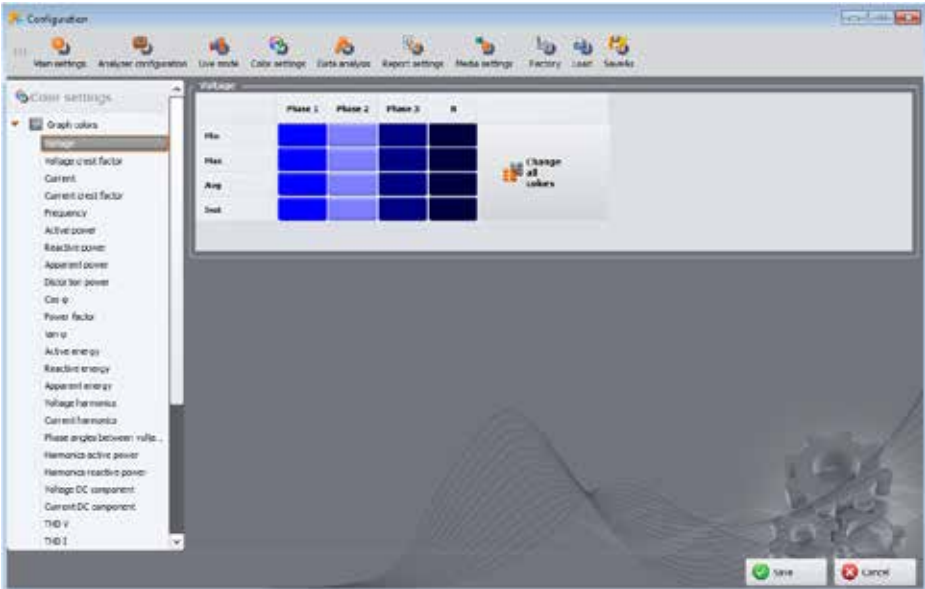 Configuration
Main settings Analyzer configuration Live mode Color settings Data analysis Report settings Media settings Factory Load Save As
Color settings
Graph colors
Voltage
Voltage crest factor
Current
Current crest factor
Frequency
Active power
Reactive power
Apparent power
Distortion power
Cos φ
Power factor
tan φ
Active energy
Reactive energy
Apparent energy
Voltage harmonics
Current harmonics
Phase angles between volta...
Harmonics active power
Harmonics reactive power
Voltage DC component
Current DC component
THD V
THD I
Voltage
Phase 1 Phase 2 Phase 3 N
Min
Max
Avg
Inst
Change
all
colors
Save Cancel